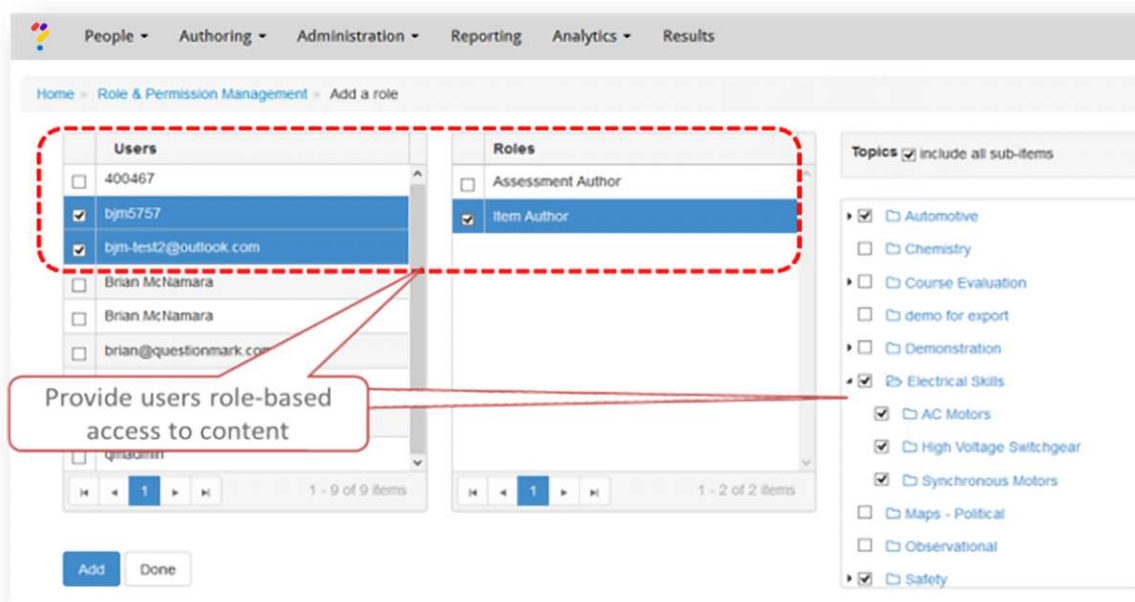 People Authoring Administration Reporting Analytics Results
Home » Role & Permission Management » Add a role
Users
400467
bjm5757
bjm-test2@outlook.com
Brian McNamara
Brian McNamara
brian@questionmark.com
qmadmin
1
1 - 9 of 9 items
Roles
Assessment Author
Item Author
1
1 - 2 of 2 items
Topics include all sub-items
Automotive
Chemistry
Course Evaluation
demo for export
Demonstration
Electrical Skills
AC Motors
High Voltage Switchgear
Synchronous Motors
Maps - Political
Observational
Safety
Provide users role-based
access to content
Add Done